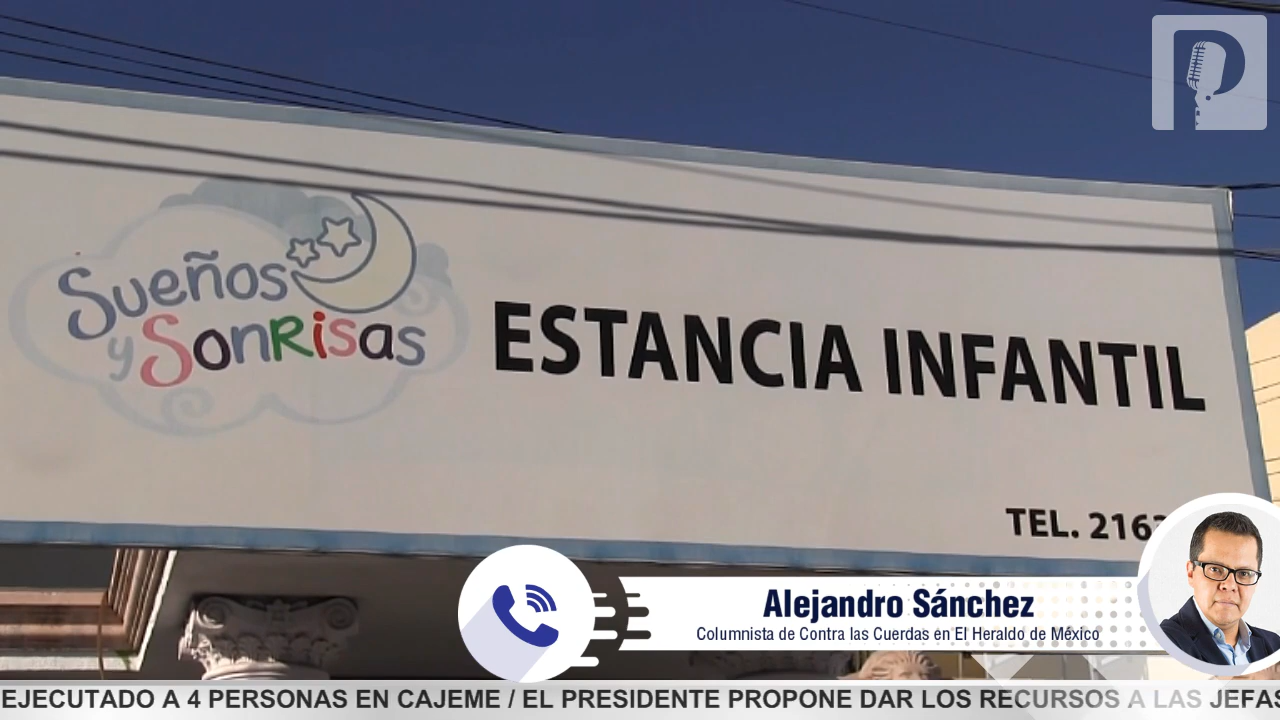 Sueños
y Sonrisas
ESTANCIA INFANTIL
TEL. 2163
Alejandro Sánchez
Columnista de Contra las Cuerdas en El Heraldo de México
EJECUTADO A 4 PERSONAS EN CAJEME / EL PRESIDENTE PROPONE DAR LOS RECURSOS A LAS JEFAS